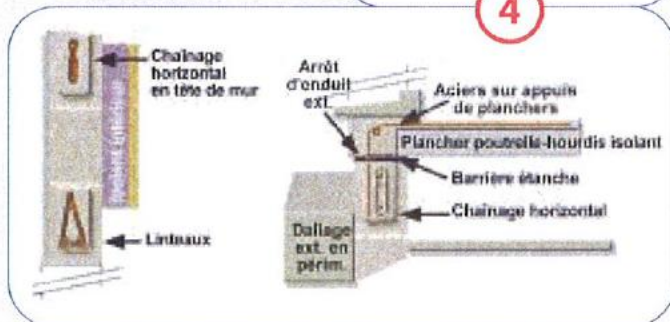 4
Chaînage
horizontal
en tête de mur
Linteaux
Arrêt
d'enduit
ext.
Aciers sur appuis
de planchers
Plancher poutrelle-hourdis isolant
Barrière étanche
Chaînage horizontal
Dallage
ext. en
périm.